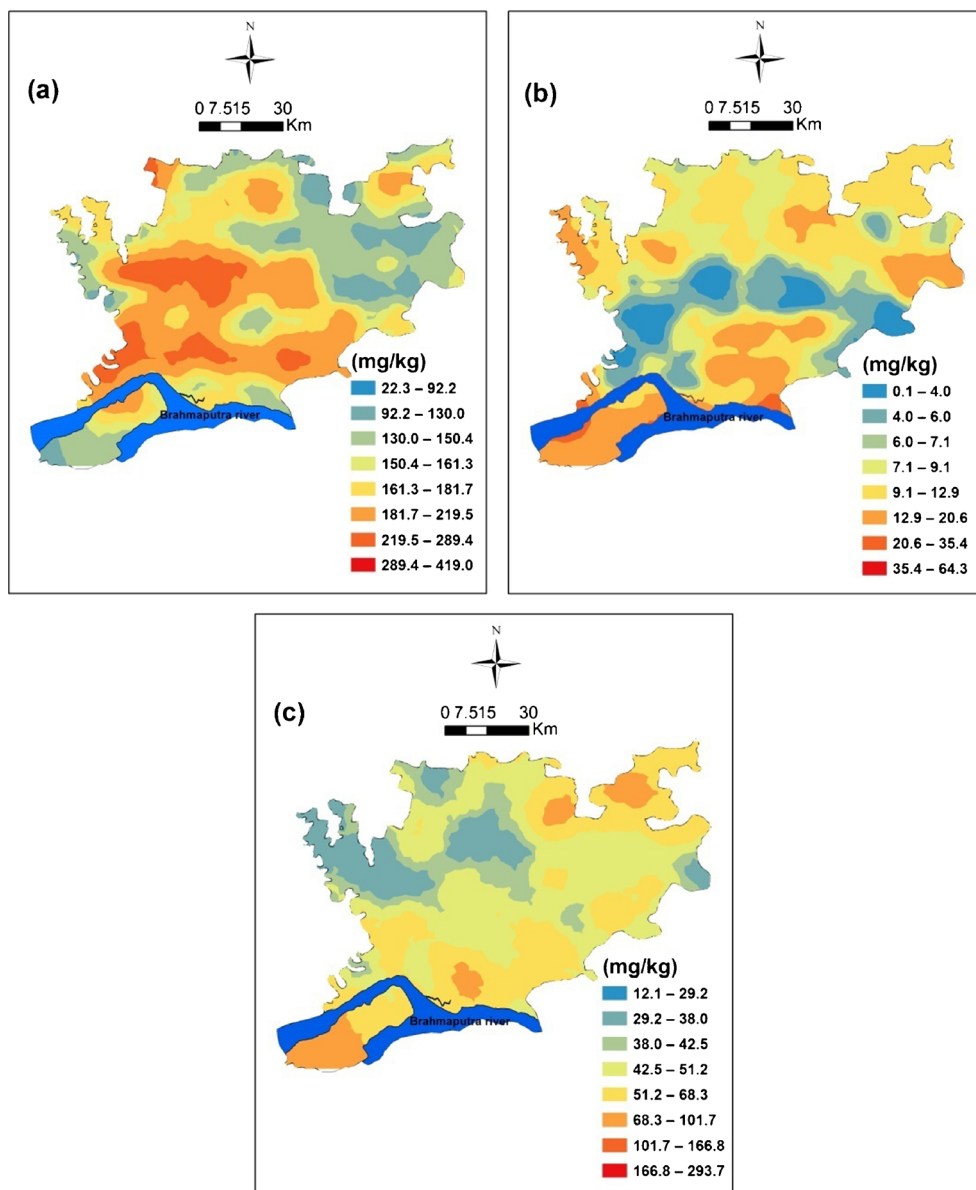 N
(a)
0 7.515 30
Km
(mg/kg)
22.3 – 92.2
92.2 – 130.0
130.0 – 150.4
150.4 – 161.3
161.3 – 181.7
181.7 – 219.5
219.5 – 289.4
289.4 – 419.0
Brahmaputra river
N
(b)
0 7.515 30
Km
(mg/kg)
0.1 – 4.0
4.0 – 6.0
6.0 – 7.1
7.1 – 9.1
9.1 – 12.9
12.9 – 20.6
20.6 – 35.4
35.4 – 64.3
Brahmaputra river
N
(c)
0 7.515 30
Km
(mg/kg)
12.1 – 29.2
29.2 – 38.0
38.0 – 42.5
42.5 – 51.2
51.2 – 68.3
68.3 – 101.7
101.7 – 166.8
166.8 – 293.7
Brahmaputra river